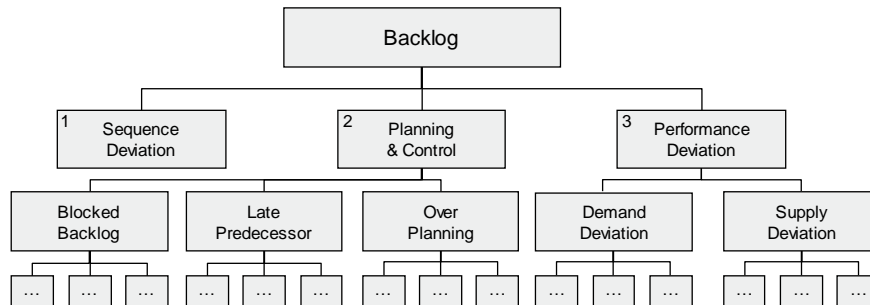 Backlog
1
Sequence
Deviation
2
Planning
& Control
3
Performance
Deviation
Blocked
Backlog
Late
Predecessor
Over
Planning
Demand
Deviation
Supply
Deviation
... ... ... ... ... ... ... ... ... ... ... ... ... ... ...